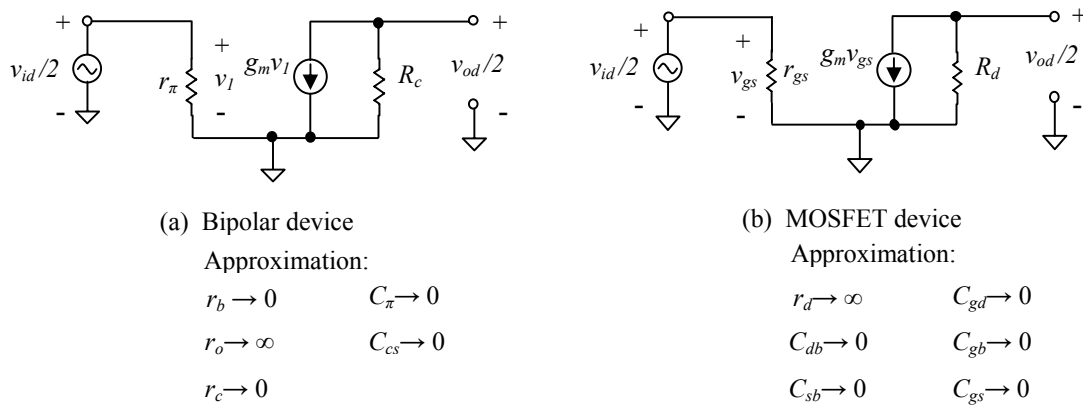 + + + +
v_id/2 r_π v_1 g_m v_1 R_c v_od/2
- - -
+ + +
v_id/2 v_gs r_gs g_m v_gs R_d v_od/2
- - -
(a) Bipolar device
Approximation:
r_b → 0 C_π → 0
r_o → ∞ C_cs → 0
r_c → 0
(b) MOSFET device
Approximation:
r_d → ∞ C_gd → 0
C_db → 0 C_gb → 0
C_sb → 0 C_gs → 0